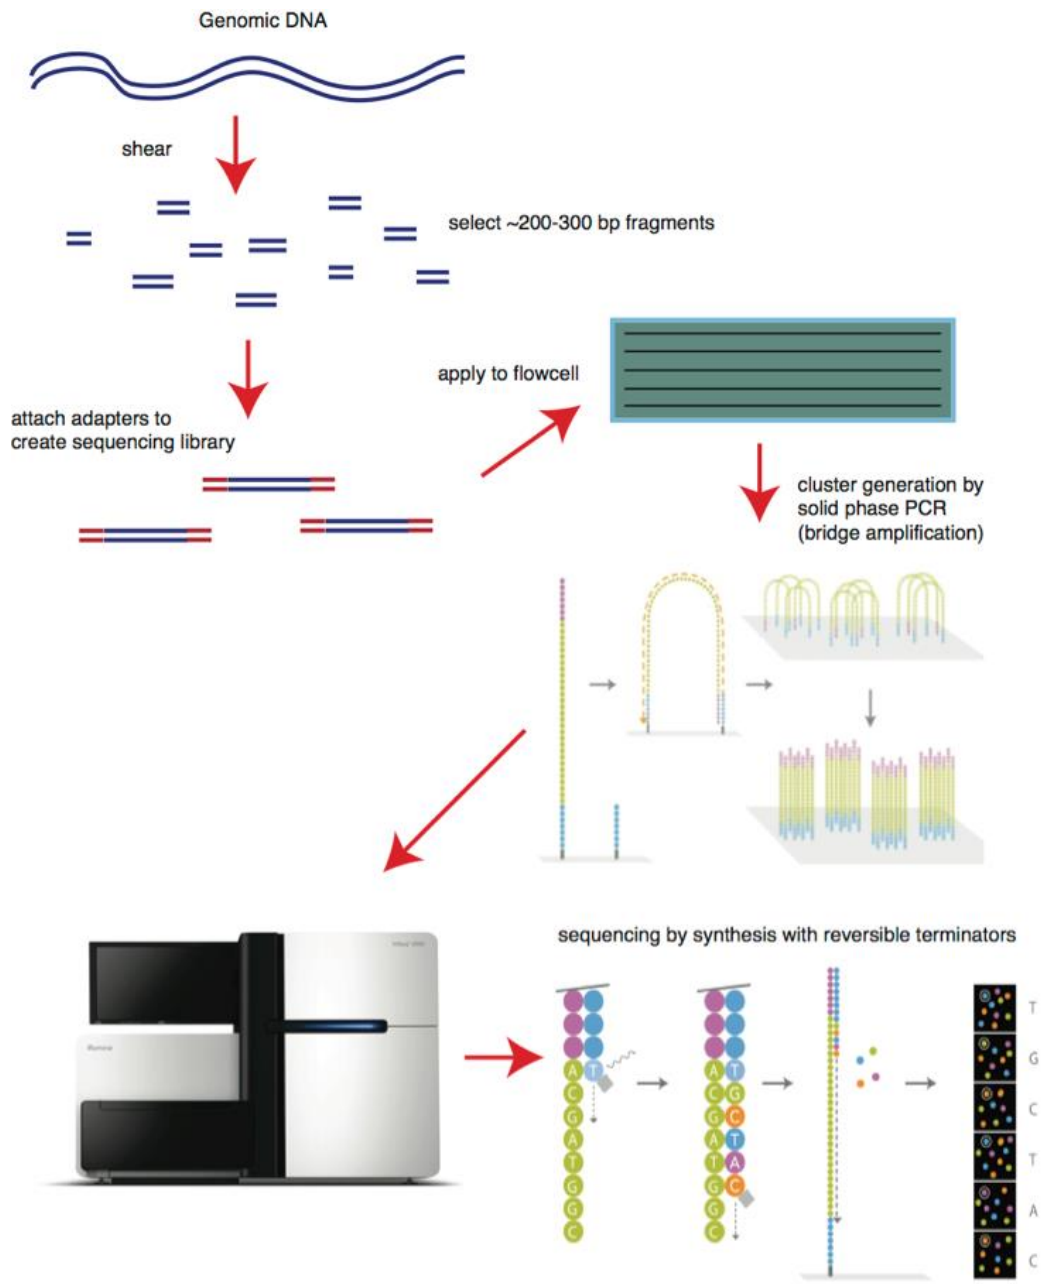 Genomic DNA
shear
select ~200-300 bp fragments
apply to flowcell
attach adapters to
create sequencing library
cluster generation by
solid phase PCR
(bridge amplification)
sequencing by synthesis with reversible terminators
A T
C
G
A
T
G
G
C
A T
C G
G C
A T
T A
G C
G
C
T
G
C
T
A
C